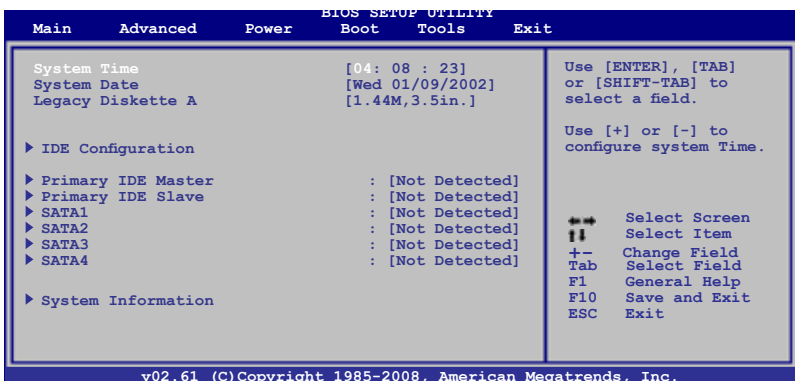 BIOS SETUP UTILITY
Main Advanced Power Boot Tools Exit
System Time [04: 08 : 23]
System Date [Wed 01/09/2002]
Legacy Diskette A [1.44M,3.5in.]
IDE Configuration
Primary IDE Master : [Not Detected]
Primary IDE Slave : [Not Detected]
SATA1 : [Not Detected]
SATA2 : [Not Detected]
SATA3 : [Not Detected]
SATA4 : [Not Detected]
System Information
Use [ENTER], [TAB]
or [SHIFT-TAB] to
select a field.
Use [+] or [-] to
configure system Time.
Select Screen
Select Item
+- Change Field
Tab Select Field
F1 General Help
F10 Save and Exit
ESC Exit
v02.61 (C)Copyright 1985-2008, American Megatrends, Inc.